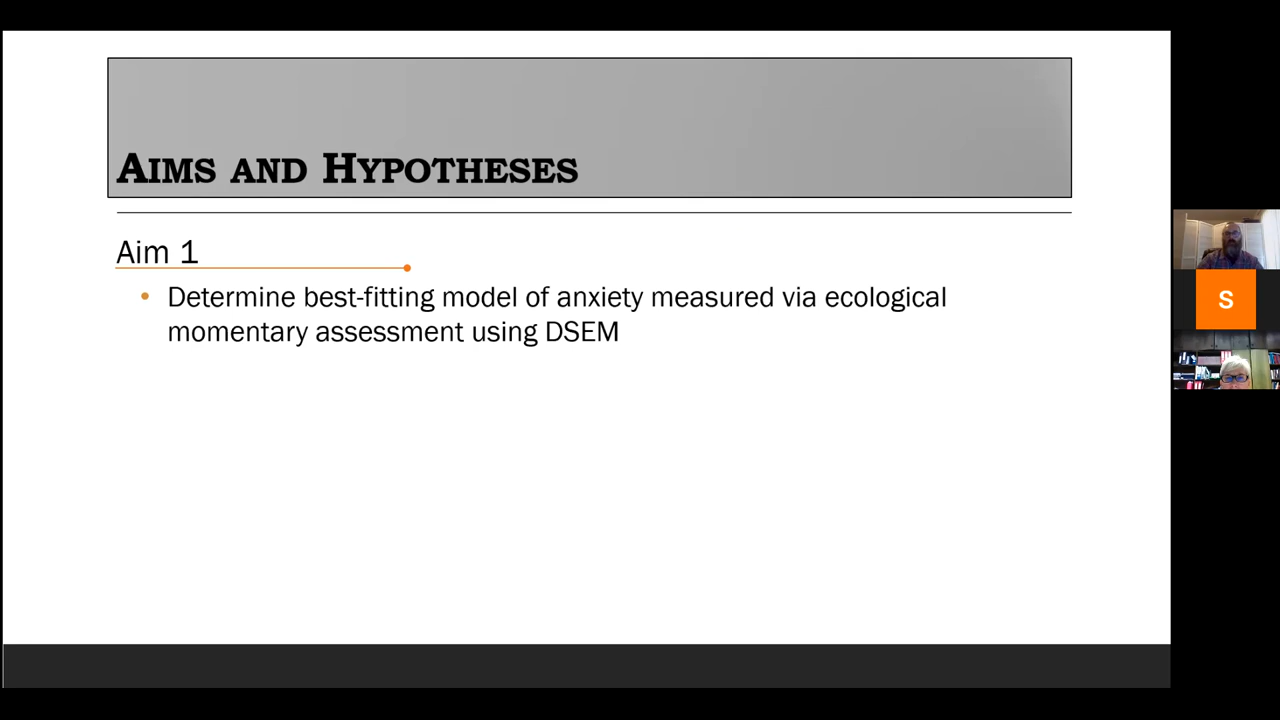 AIMS AND HYPOTHESES
Aim 1
• Determine best-fitting model of anxiety measured via ecological
momentary assessment using DSEM
S